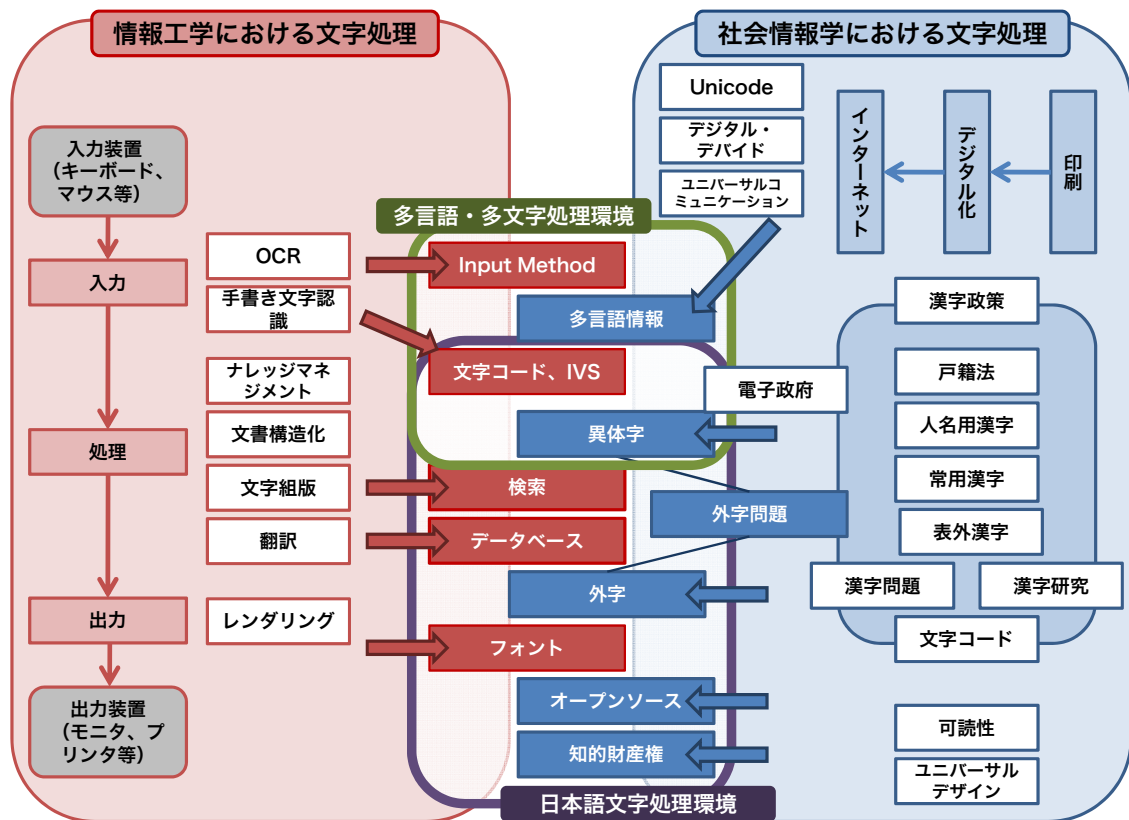 情報工学における文字処理
社会情報学における文字処理
入力装置
（キーボード、
マウス等）
入力
処理
出力
出力装置
（モニタ、プ
リンタ等）
OCR
手書き文字認
識
ナレッジマネ
ジメント
文書構造化
文字組版
翻訳
レンダリング
多言語・多文字処理環境
Input Method
多言語情報
文字コード、IVS
異体字
検索
データベース
外字
フォント
オープンソース
知的財産権
日本語文字処理環境
Unicode
デジタル・
デバイド
ユニバーサルコ
ミュニケーション
電子政府
外字問題
インターネット
デジタル化
印刷
漢字政策
戸籍法
人名用漢字
常用漢字
表外漢字
漢字問題
漢字研究
文字コード
可読性
ユニバーサル
デザイン